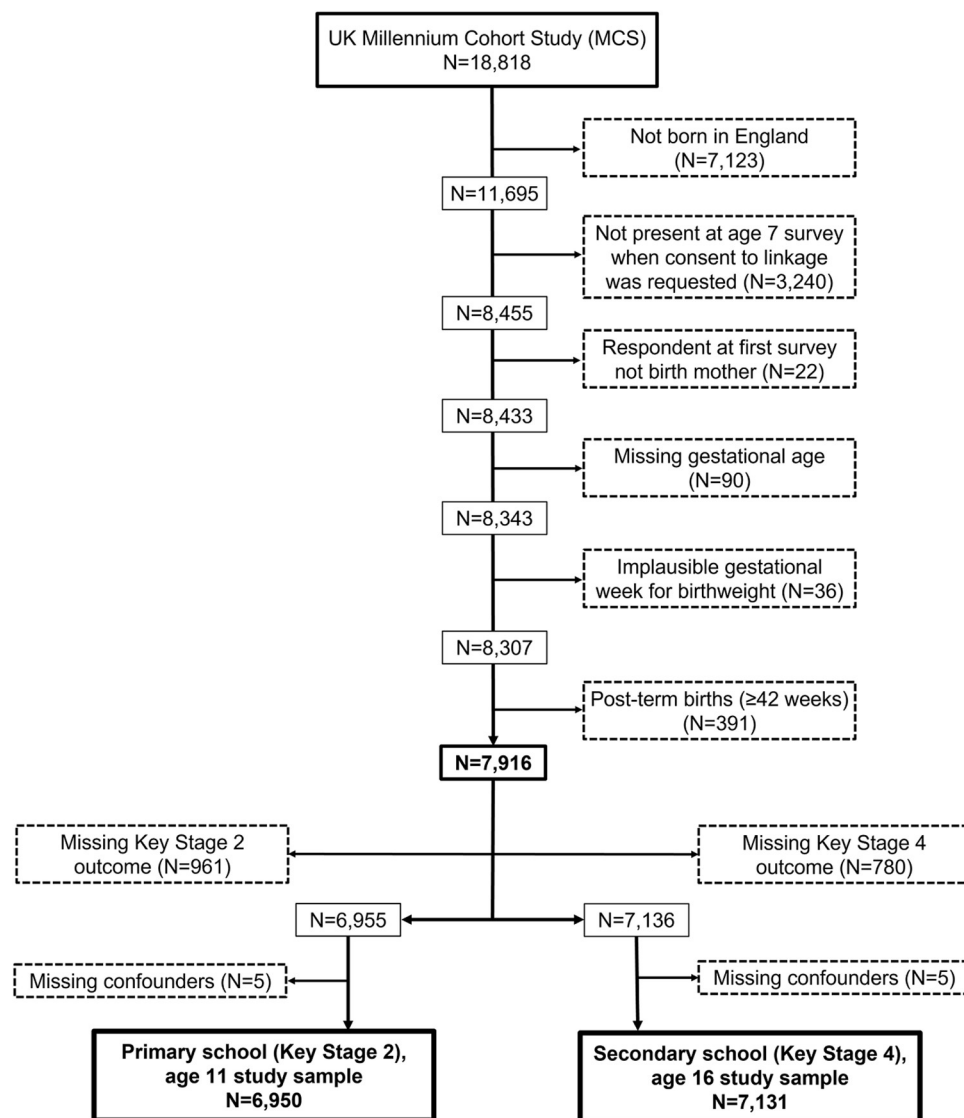 UK Millennium Cohort Study (MCS)
N=18,818
Not born in England
(N=7,123)
N=11,695
Not present at age 7 survey
when consent to linkage
was requested (N=3,240)
N=8,455
Respondent at first survey
not birth mother (N=22)
N=8,433
Missing gestational age
(N=90)
N=8,343
Implausible gestational
week for birthweight (N=36)
N=8,307
Post-term births (≥42 weeks)
(N=391)
N=7,916
Missing Key Stage 2
outcome (N=961)
Missing Key Stage 4
outcome (N=780)
N=6,955
N=7,136
Missing confounders (N=5)
Missing confounders (N=5)
Primary school (Key Stage 2),
age 11 study sample
N=6,950
Secondary school (Key Stage 4),
age 16 study sample
N=7,131